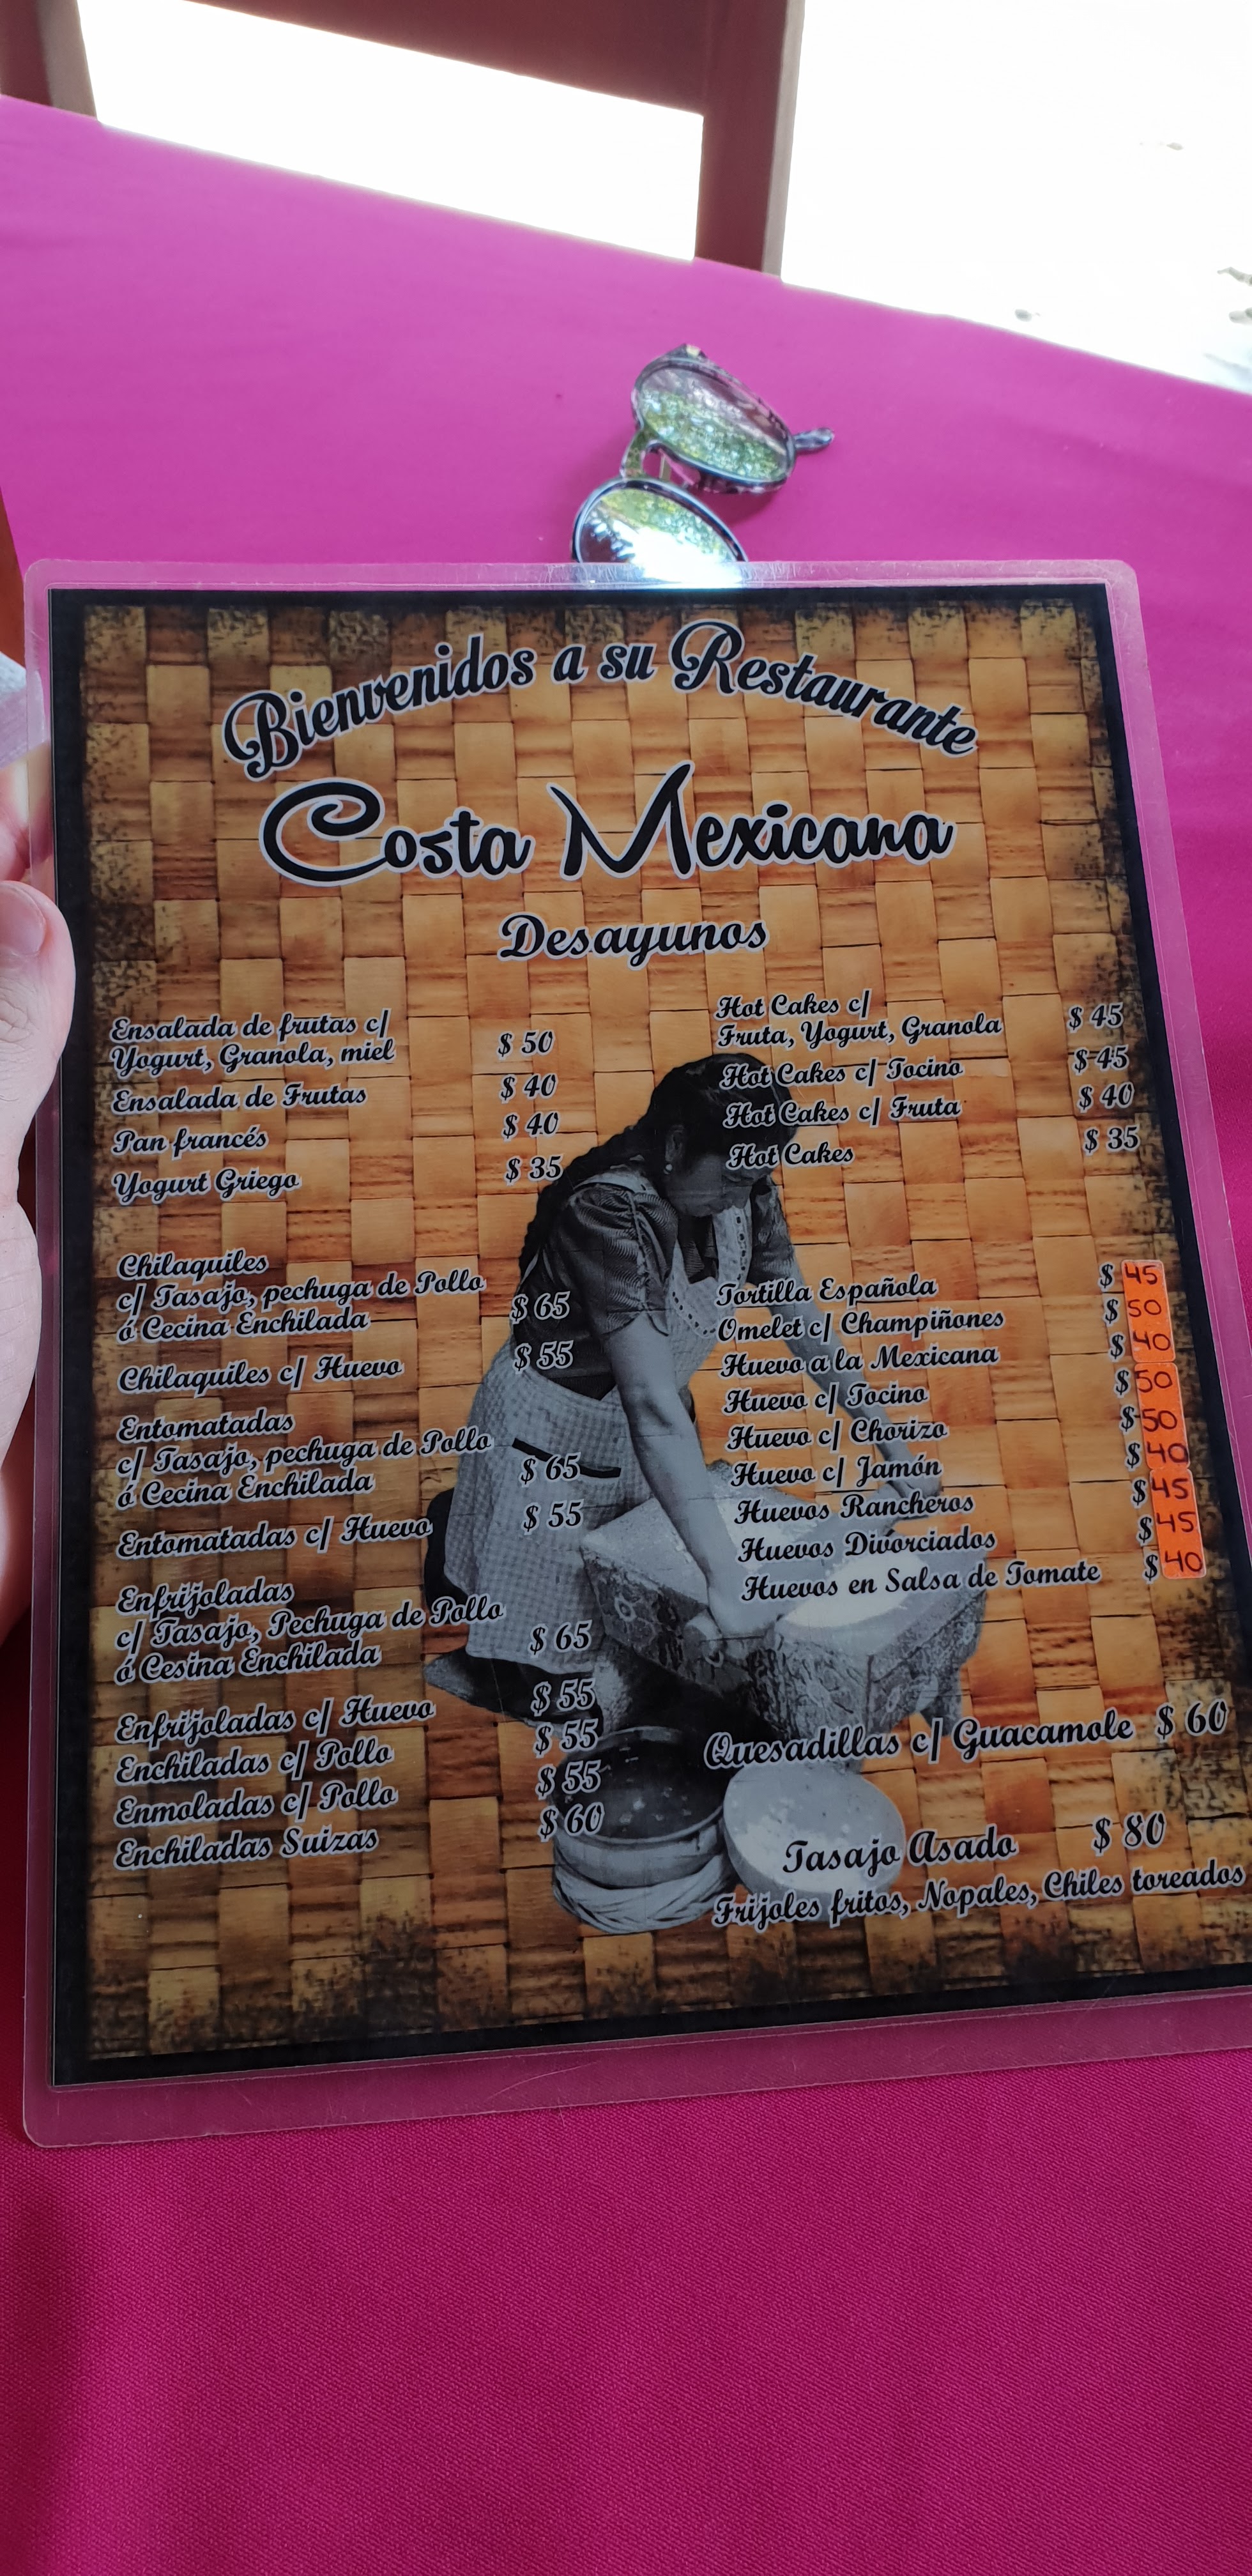 Bienvenidos a su Restaurante
Costa Mexicana
Desayunos
Ensalada de frutas c/
Yogurt, Granola, miel $ 50
Ensalada de Frutas $ 40
Pan francés $ 40
Yogurt Griego $ 35
Chilaquiles
c/ Tasajo, pechuga de Pollo
ó Cecina Enchilada $ 65
Chilaquiles c/ Huevo $ 55
Entomatadas
c/ Tasajo, pechuga de Pollo
ó Cecina Enchilada $ 65
Entomatadas c/ Huevo $ 55
Enfrijoladas
c/ Tasajo, Pechuga de Pollo
ó Cesina Enchilada $ 65
Enfrijoladas c/ Huevo $ 55
Enchiladas c/ Pollo $ 55
Enmoladas c/ Pollo $ 55
Enchiladas Suizas $ 60
Hot Cakes c/
Fruta, Yogurt, Granola $ 45
Hot Cakes c/ Tocino $ 45
Hot Cakes c/ Fruta $ 40
Hot Cakes $ 35
Tortilla Española $ 45
Omelet c/ Champiñones $ 50
Huevo a la Mexicana $ 40
Huevo c/ Tocino $ 50
Huevo c/ Chorizo $ 50
Huevo c/ Jamón $ 40
Huevos Rancheros $ 45
Huevos Divorciados $ 45
Huevos en Salsa de Tomate $ 40
Quesadillas c/ Guacamole $ 60
Tasajo Asado $ 80
Frijoles fritos, Nopales, Chiles toreados